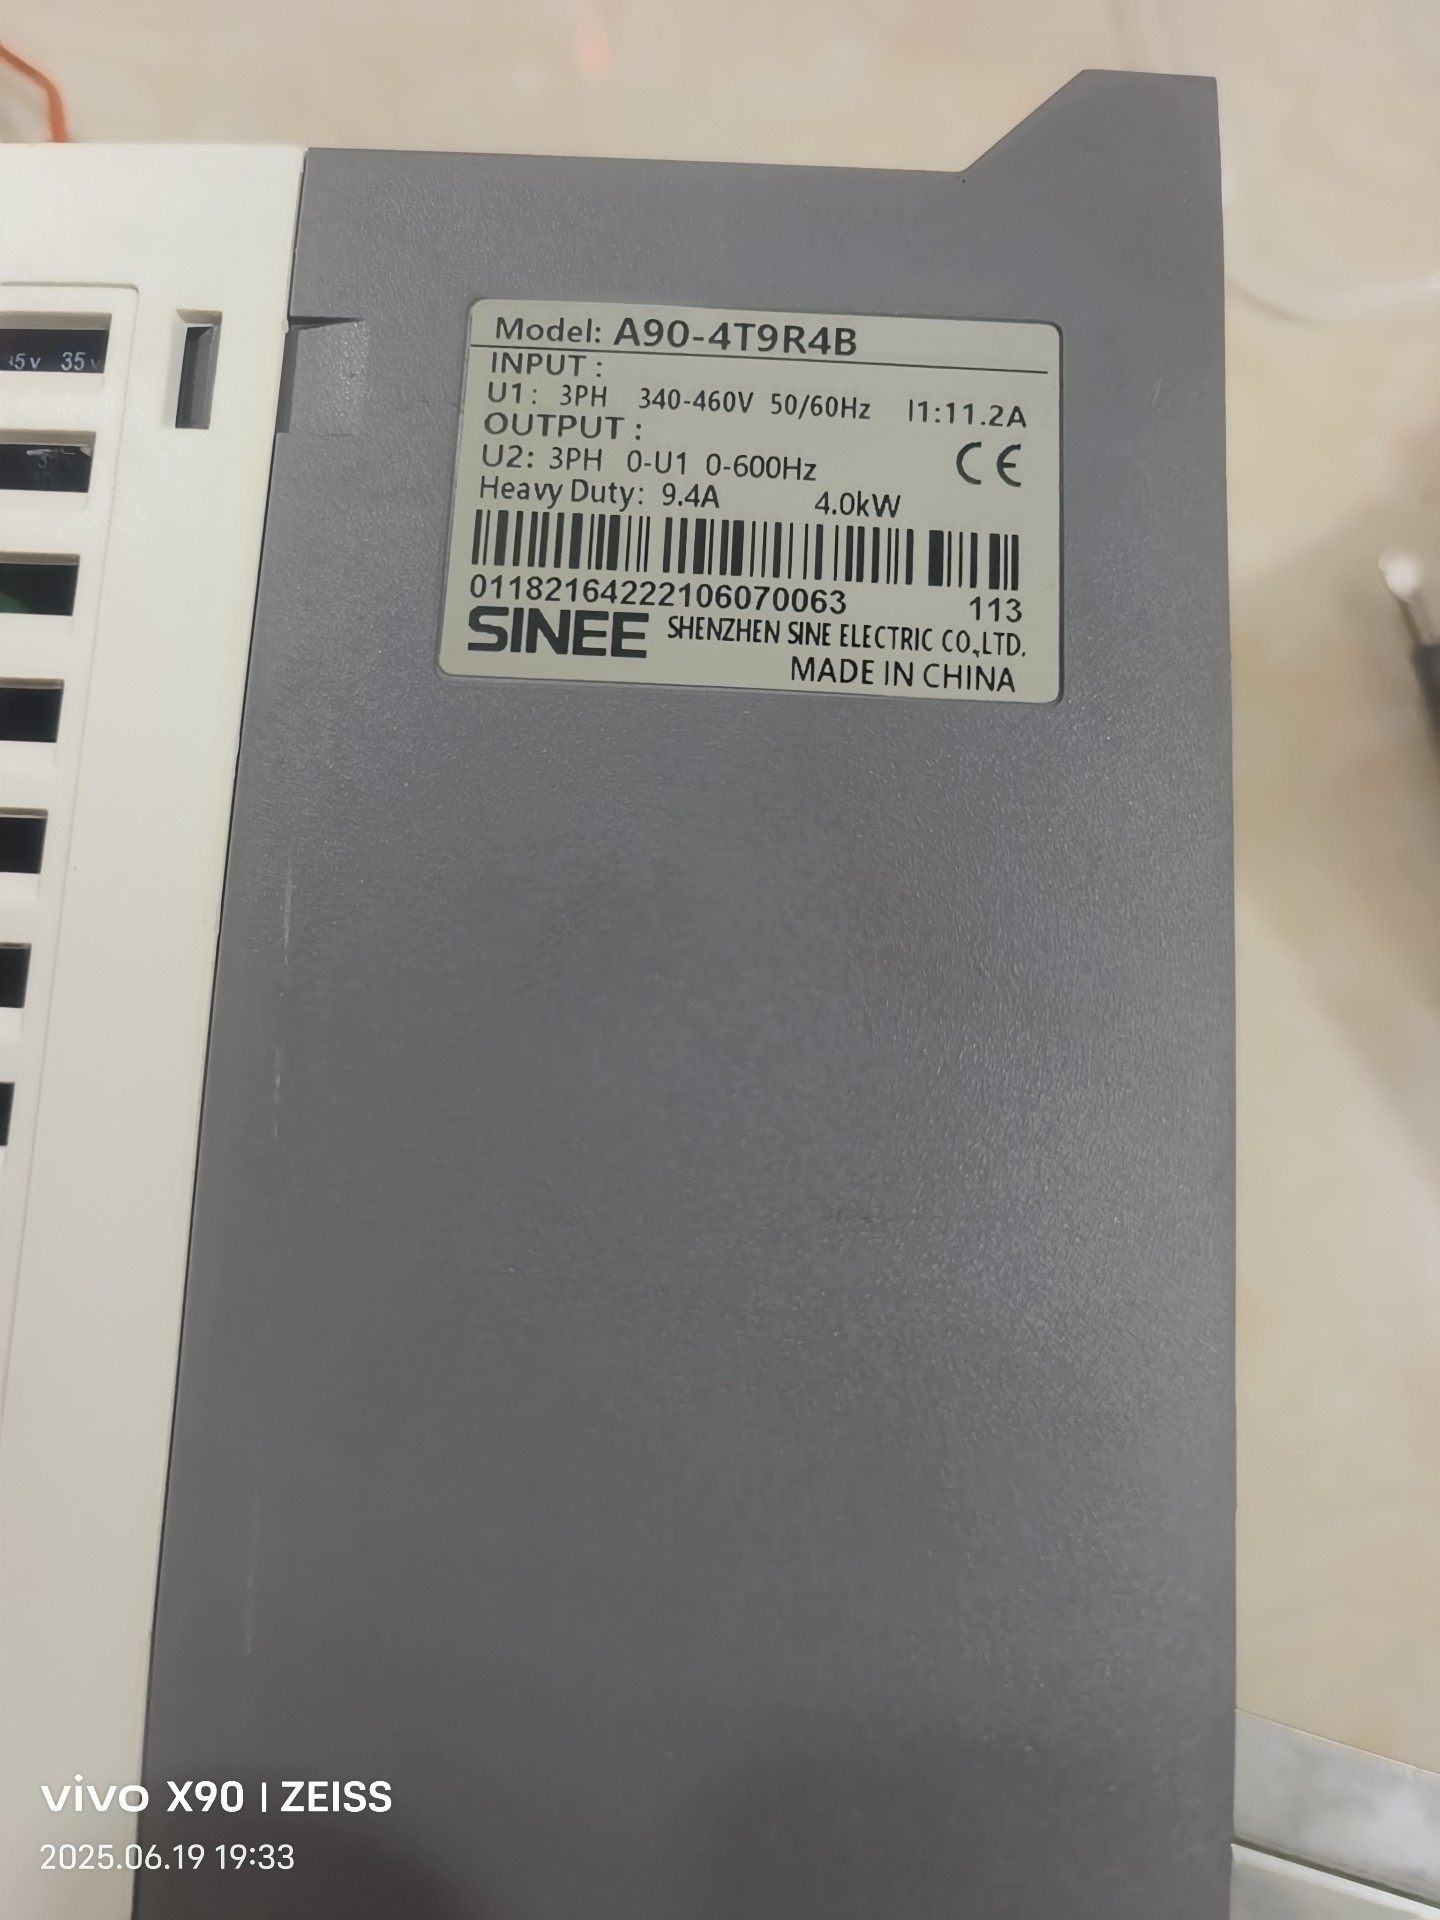 Model: A90-4T9R4B
INPUT :
U1: 3PH 340-460V 50/60Hz I1:11.2A
OUTPUT :
U2: 3PH 0-U1 0-600Hz
CE
Heavy Duty: 9.4A 4.0kW
01182164222106070063 113
SINEE SHENZHEN SINE ELECTRIC CO.,LTD.
MADE IN CHINA
35v
vivo X90 | ZEISS
2025.06.19 19:33